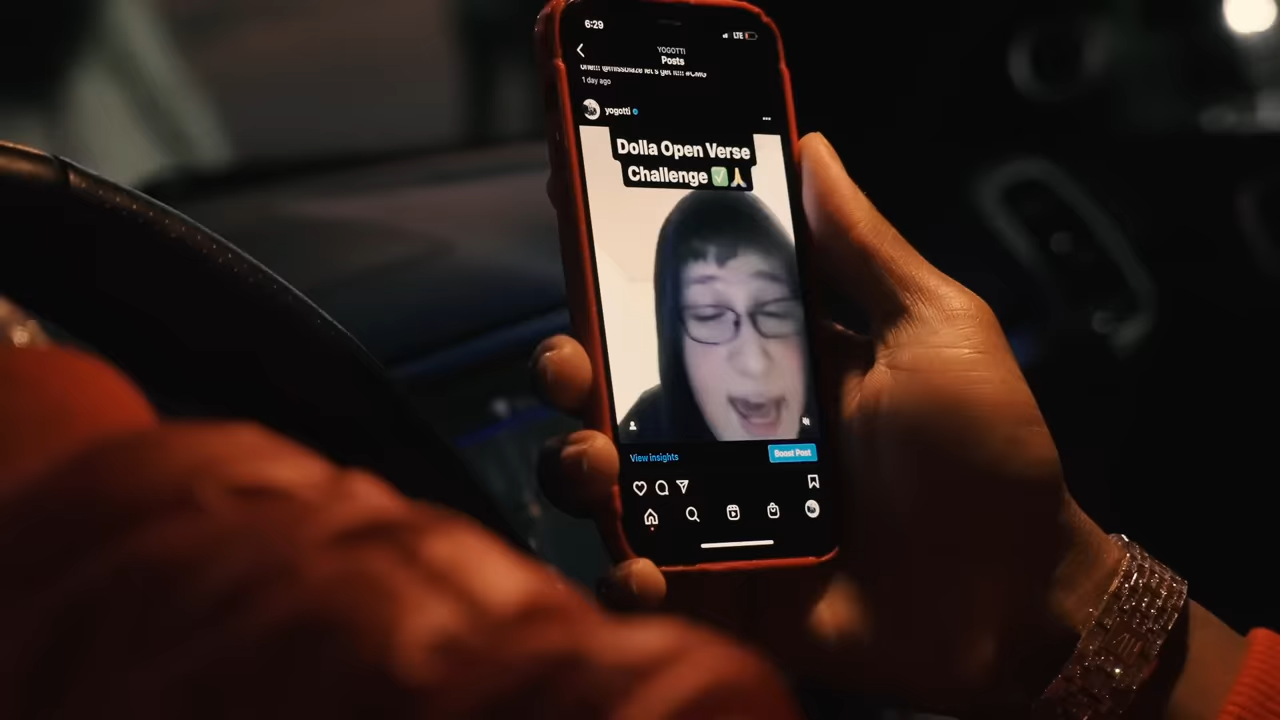 6:29
LTE
YOGOTTI
Posts
1 day ago
yogotti
Dolla Open Verse
Challenge ✅🙏
View insights
Boost Post